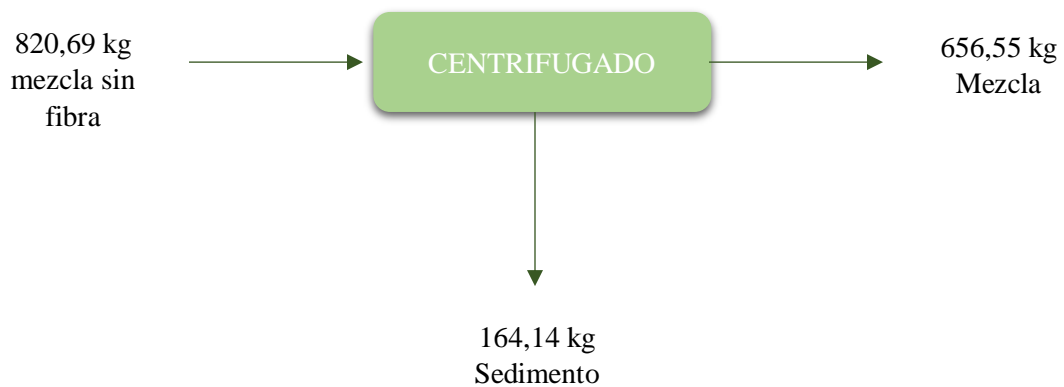 820,69 kg
mezcla sin
fibra
CENTRIFUGADO
656,55 kg
Mezcla
164,14 kg
Sedimento